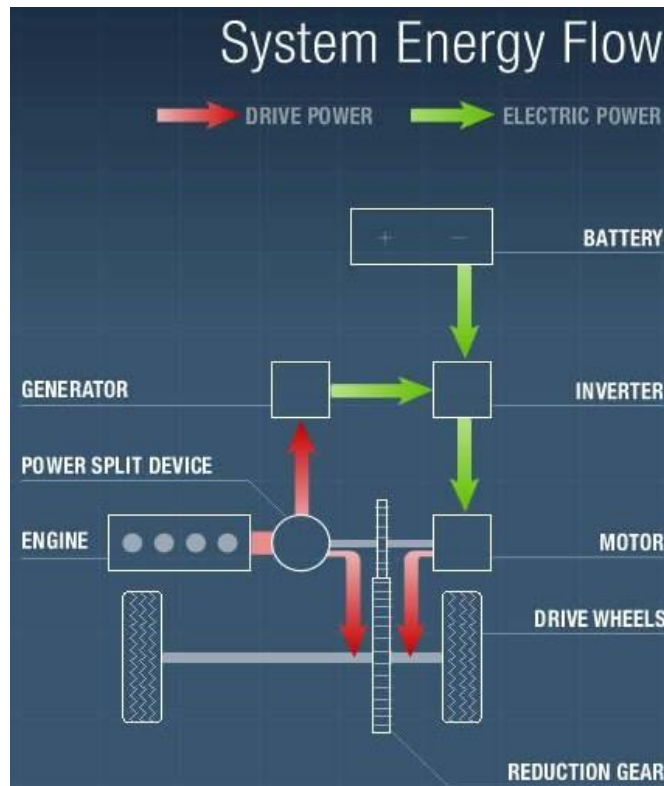 System Energy Flow
DRIVE POWER ELECTRIC POWER
+ −
BATTERY
GENERATOR
INVERTER
POWER SPLIT DEVICE
ENGINE
MOTOR
DRIVE WHEELS
REDUCTION GEAR